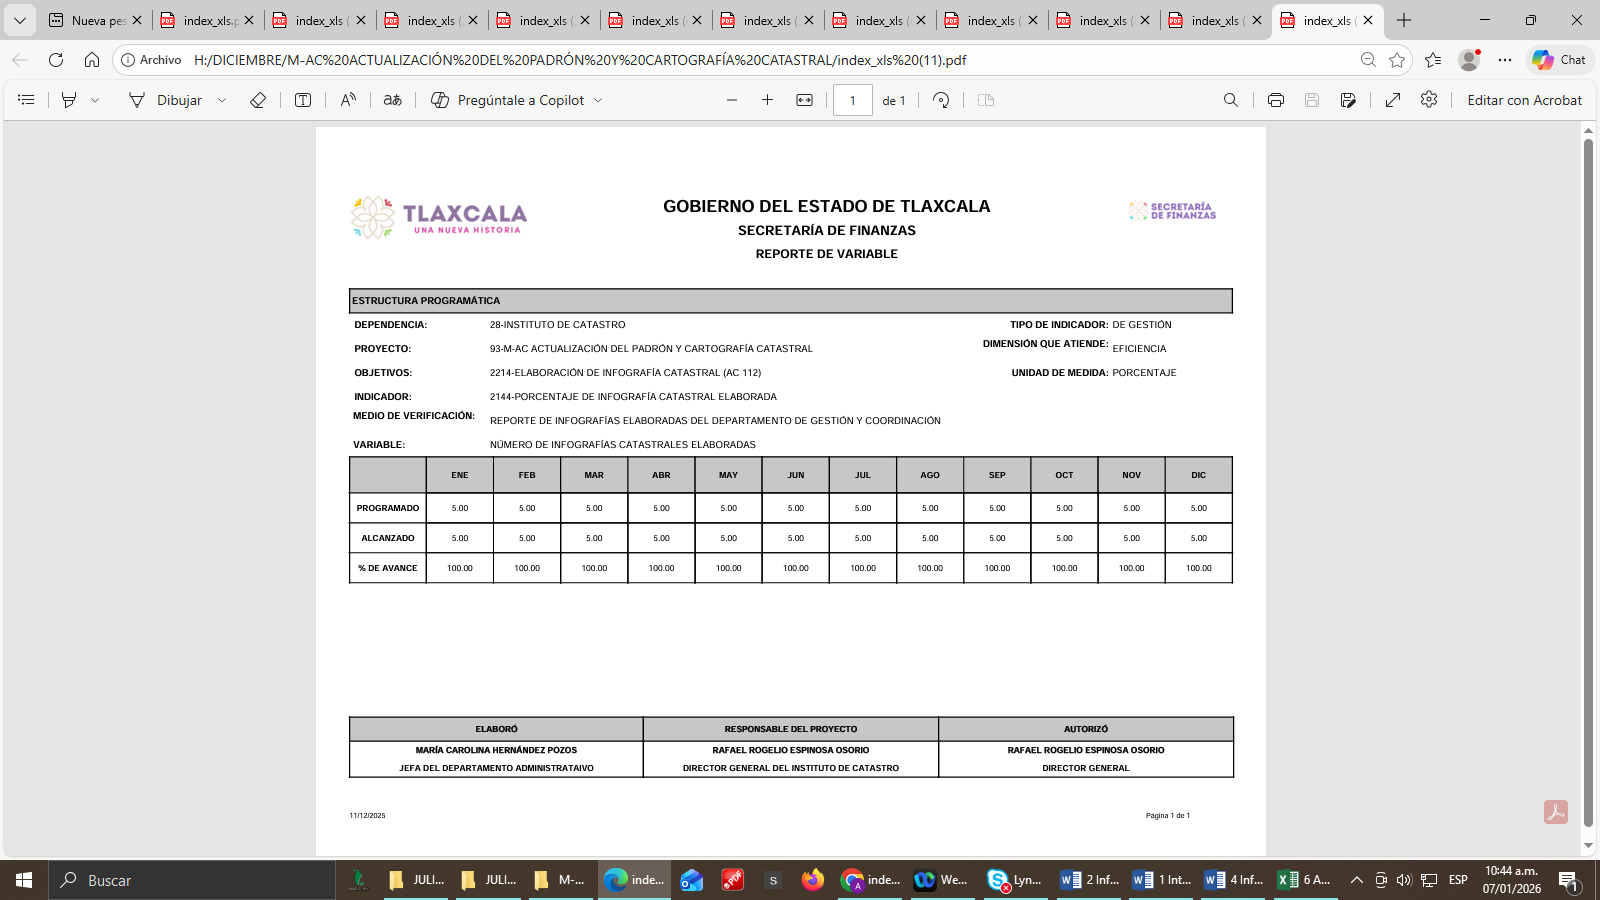 Nueva pes
index_xls.p
index_xls (
index_xls (
index_xls (
index_xls (
index_xls (
index_xls (
index_xls (
index_xls (
index_xls (
index_xls (
Archivo
H:/DICIEMBRE/M-AC%20ACTUALIZACIÓN%20DEL%20PADRÓN%20Y%20CARTOGRAFÍA%20CATASTRAL/index_xls%20(11).pdf
Chat
Dibujar
Pregúntale a Copilot
1 de 1
Editar con Acrobat
TLAXCALA
UNA NUEVA HISTORIA
GOBIERNO DEL ESTADO DE TLAXCALA
SECRETARÍA DE FINANZAS
REPORTE DE VARIABLE
SECRETARÍA
DE FINANZAS
ESTRUCTURA PROGRAMÁTICA
DEPENDENCIA: 28-INSTITUTO DE CATASTRO TIPO DE INDICADOR: DE GESTIÓN
PROYECTO: 93-M-AC ACTUALIZACIÓN DEL PADRÓN Y CARTOGRAFÍA CATASTRAL DIMENSIÓN QUE ATIENDE: EFICIENCIA
OBJETIVOS: 2214-ELABORACIÓN DE INFOGRAFÍA CATASTRAL (AC 112) UNIDAD DE MEDIDA: PORCENTAJE
INDICADOR: 2144-PORCENTAJE DE INFOGRAFÍA CATASTRAL ELABORADA
MEDIO DE VERIFICACIÓN: REPORTE DE INFOGRAFÍAS ELABORADAS DEL DEPARTAMENTO DE GESTIÓN Y COORDINACIÓN
VARIABLE: NÚMERO DE INFOGRAFÍAS CATASTRALES ELABORADAS
ENE FEB MAR ABR MAY JUN JUL AGO SEP OCT NOV DIC
PROGRAMADO 5.00 5.00 5.00 5.00 5.00 5.00 5.00 5.00 5.00 5.00 5.00 5.00
ALCANZADO 5.00 5.00 5.00 5.00 5.00 5.00 5.00 5.00 5.00 5.00 5.00 5.00
% DE AVANCE 100.00 100.00 100.00 100.00 100.00 100.00 100.00 100.00 100.00 100.00 100.00 100.00
ELABORÓ RESPONSABLE DEL PROYECTO AUTORIZÓ
MARÍA CAROLINA HERNÁNDEZ POZOS RAFAEL ROGELIO ESPINOSA OSORIO RAFAEL ROGELIO ESPINOSA OSORIO
JEFA DEL DEPARTAMENTO ADMINISTRATAIVO DIRECTOR GENERAL DEL INSTITUTO DE CATASTRO DIRECTOR GENERAL
11/12/2025 Página 1 de 1
Buscar
JULI...
JULI...
M-...
inde...
inde...
We...
Lyn...
2 Inf...
1 Int...
4 Inf...
6 A...
ESP
10:44 a.m.
07/01/2026
1